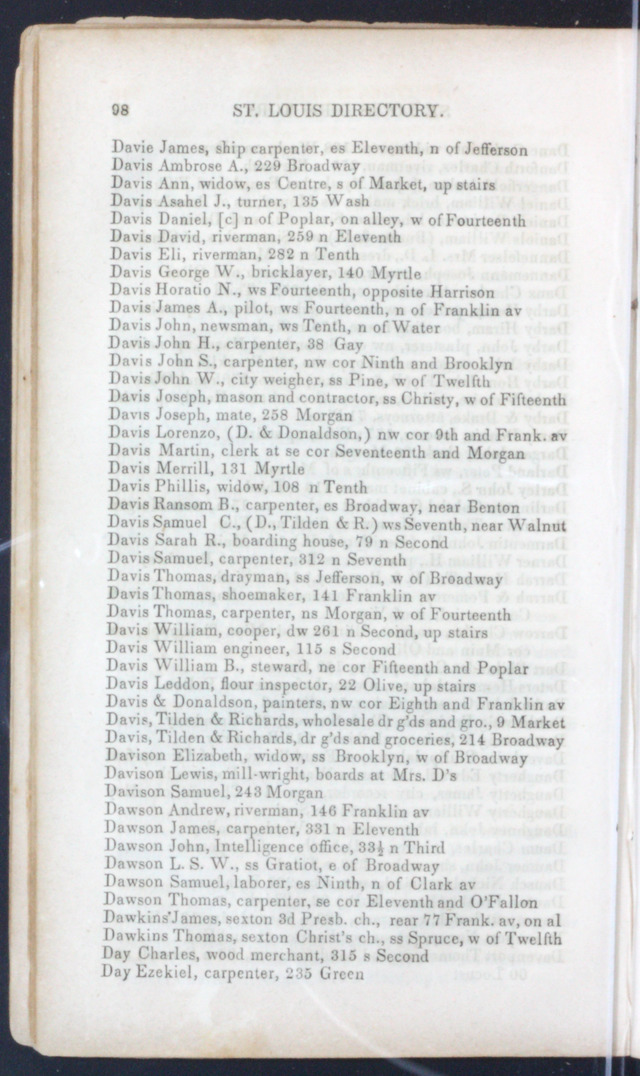 98 ST. LOUIS DIRECTORY.
Davie James, ship carpenter, es Eleventh, n of Jefferson
Davis Ambrose A., 229 Broadway
Davis Ann, widow, es Centre, s of Market, up stairs
Davis Asahel J., turner, 135 Wash
Davis Daniel, [c] n of Poplar, on alley, w of Fourteenth
Davis David, riverman, 259 n Eleventh
Davis Eli, riverman, 282 n Tenth
Davis George W., bricklayer, 140 Myrtle
Davis Horatio N., ws Fourteenth, opposite Harrison
Davis James A., pilot, ws Fourteenth, n of Franklin av
Davis John, newsman, ws Tenth, n of Water
Davis John H., carpenter, 38 Gay
Davis John S., carpenter, nw cor Ninth and Brooklyn
Davis John W., city weigher, ss Pine, w of Twelfth
Davis Joseph, mason and contractor, ss Christy, w of Fifteenth
Davis Joseph, mate, 258 Morgan
Davis Lorenzo, (D. & Donaldson,) nw cor 9th and Frank. av
Davis Martin, clerk at se cor Seventeenth and Morgan
Davis Merrill, 131 Myrtle
Davis Phillis, widow, 108 n Tenth
Davis Ransom B., carpenter, es Broadway, near Benton
Davis Samuel C., (D., Tilden & R.) ws Seventh, near Walnut
Davis Sarah R., boarding house, 79 n Second
Davis Samuel, carpenter, 312 n Seventh
Davis Thomas, drayman, ss Jefferson, w of Broadway
Davis Thomas, shoemaker, 141 Franklin av
Davis Thomas, carpenter, ns Morgan, w of Fourteenth
Davis William, cooper, dw 261 n Second, up stairs
Davis William engineer, 115 s Second
Davis William B., steward, ne cor Fifteenth and Poplar
Davis Leddon, flour inspector, 22 Olive, up stairs
Davis & Donaldson, painters, nw cor Eighth and Franklin av
Davis, Tilden & Richards, wholesale dr g'ds and gro., 9 Market
Davis, Tilden & Richards, dr g'ds and groceries, 214 Broadway
Davison Elizabeth, widow, ss Brooklyn, w of Broadway
Davison Lewis, mill-wright, boards at Mrs. D's
Davison Samuel, 243 Morgan
Dawson Andrew, riverman, 146 Franklin av
Dawson James, carpenter, 331 n Eleventh
Dawson John, Intelligence office, 33½ n Third
Dawson L. S. W., ss Gratiot, e of Broadway
Dawson Samuel, laborer, es Ninth, n of Clark av
Dawson Thomas, carpenter, se cor Eleventh and O'Fallon
Dawkins'James, sexton 3d Presb. ch., rear 77 Frank. av, on al
Dawkins Thomas, sexton Christ's ch., ss Spruce, w of Twelfth
Day Charles, wood merchant, 315 s Second
Day Ezekiel, carpenter, 235 Green